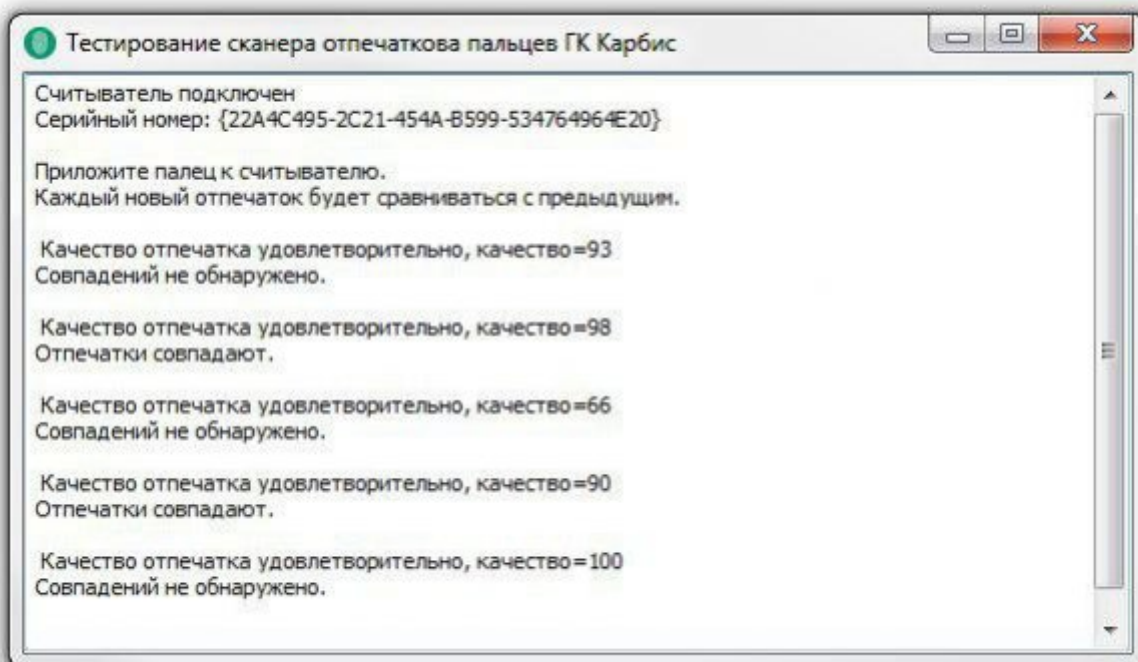 Тестирование сканера отпечаткова пальцев ГК Карбис
Считыватель подключен
Серийный номер: {22A4C495-2C21-454A-B599-534764964E20}
Приложите палец к считывателю.
Каждый новый отпечаток будет сравниваться с предыдущим.
Качество отпечатка удовлетворительно, качество=93
Совпадений не обнаружено.
Качество отпечатка удовлетворительно, качество=98
Отпечатки совпадают.
Качество отпечатка удовлетворительно, качество=66
Совпадений не обнаружено.
Качество отпечатка удовлетворительно, качество=90
Отпечатки совпадают.
Качество отпечатка удовлетворительно, качество=100
Совпадений не обнаружено.